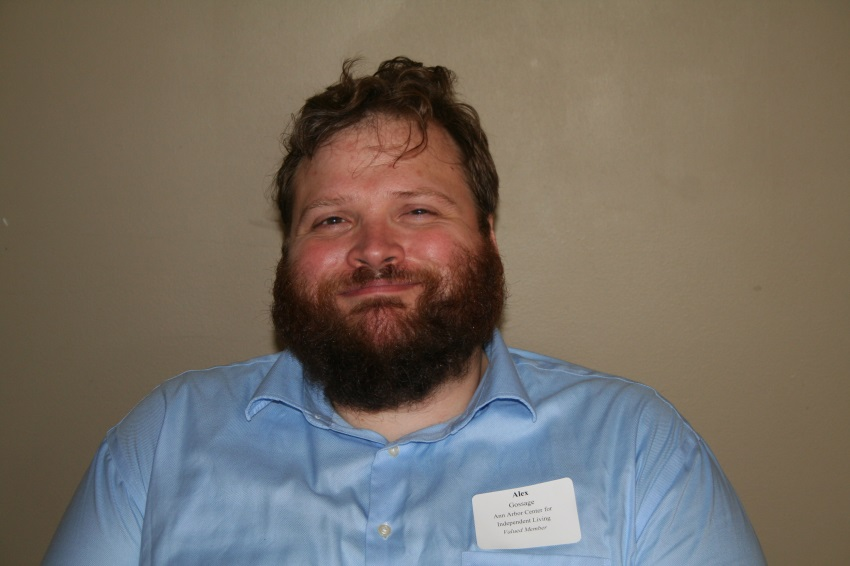 Alex
Gossage
Ann Arbor Center for
Independent Living
Valued Member